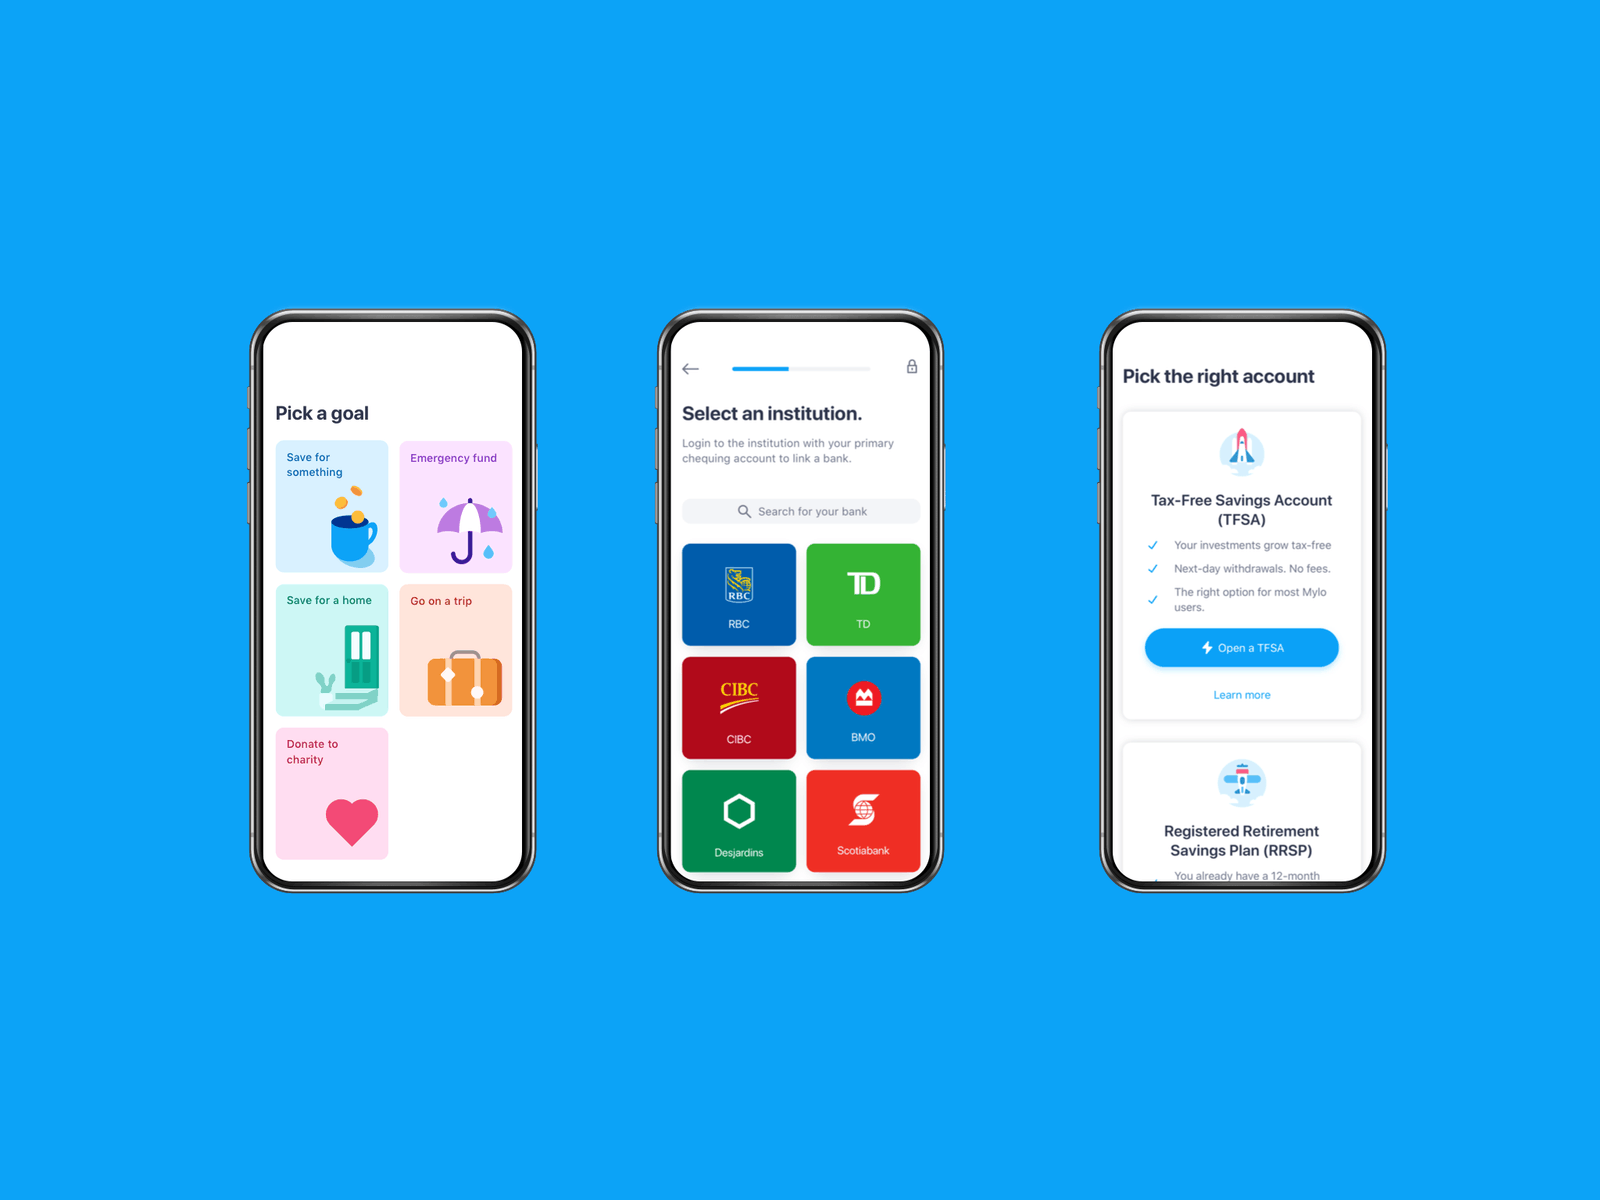 Pick a goal
Save for
something
Emergency fund
Save for a home
Go on a trip
Donate to
charity
Select an institution.
Login to the institution with your primary
chequing account to link a bank.
Search for your bank
RBC
RBC
TD
TD
CIBC
CIBC
BMO
Desjardins
Scotiabank
Pick the right account
Tax-Free Savings Account
(TFSA)
Your investments grow tax-free
Next-day withdrawals. No fees.
The right option for most Mylo
users.
Open a TFSA
Learn more
Registered Retirement
Savings Plan (RRSP)
You already have a 12-month